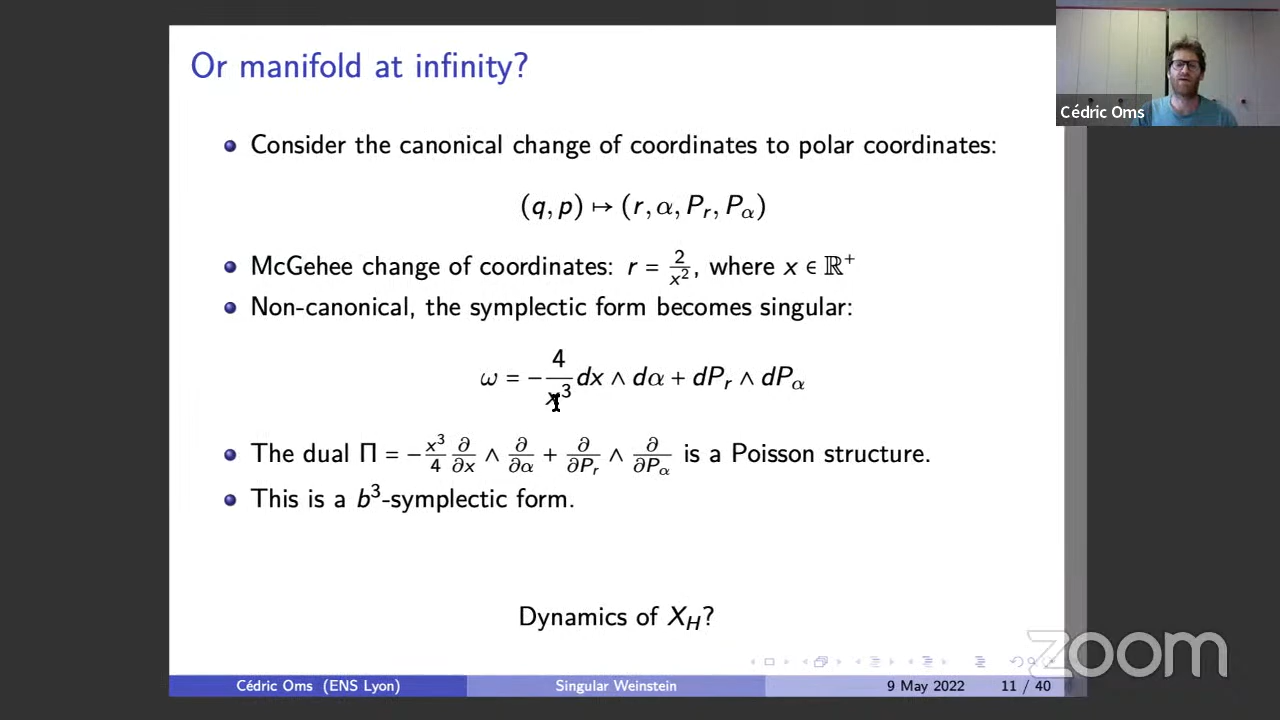 Or manifold at infinity?
Cédric Oms
Consider the canonical change of coordinates to polar coordinates:
(q, p) ↦ (r, α, P_r, P_α)
McGehee change of coordinates: r = 2/x², where x ∈ ℝ⁺
Non-canonical, the symplectic form becomes singular:
ω = −4/x³ dx ∧ dα + dP_r ∧ dP_α
The dual Π = −x³/4 ∂/∂x ∧ ∂/∂α + ∂/∂P_r ∧ ∂/∂P_α is a Poisson structure.
This is a b³-symplectic form.
Dynamics of X_H?
zoom
Cédric Oms (ENS Lyon) Singular Weinstein 9 May 2022 11 / 40